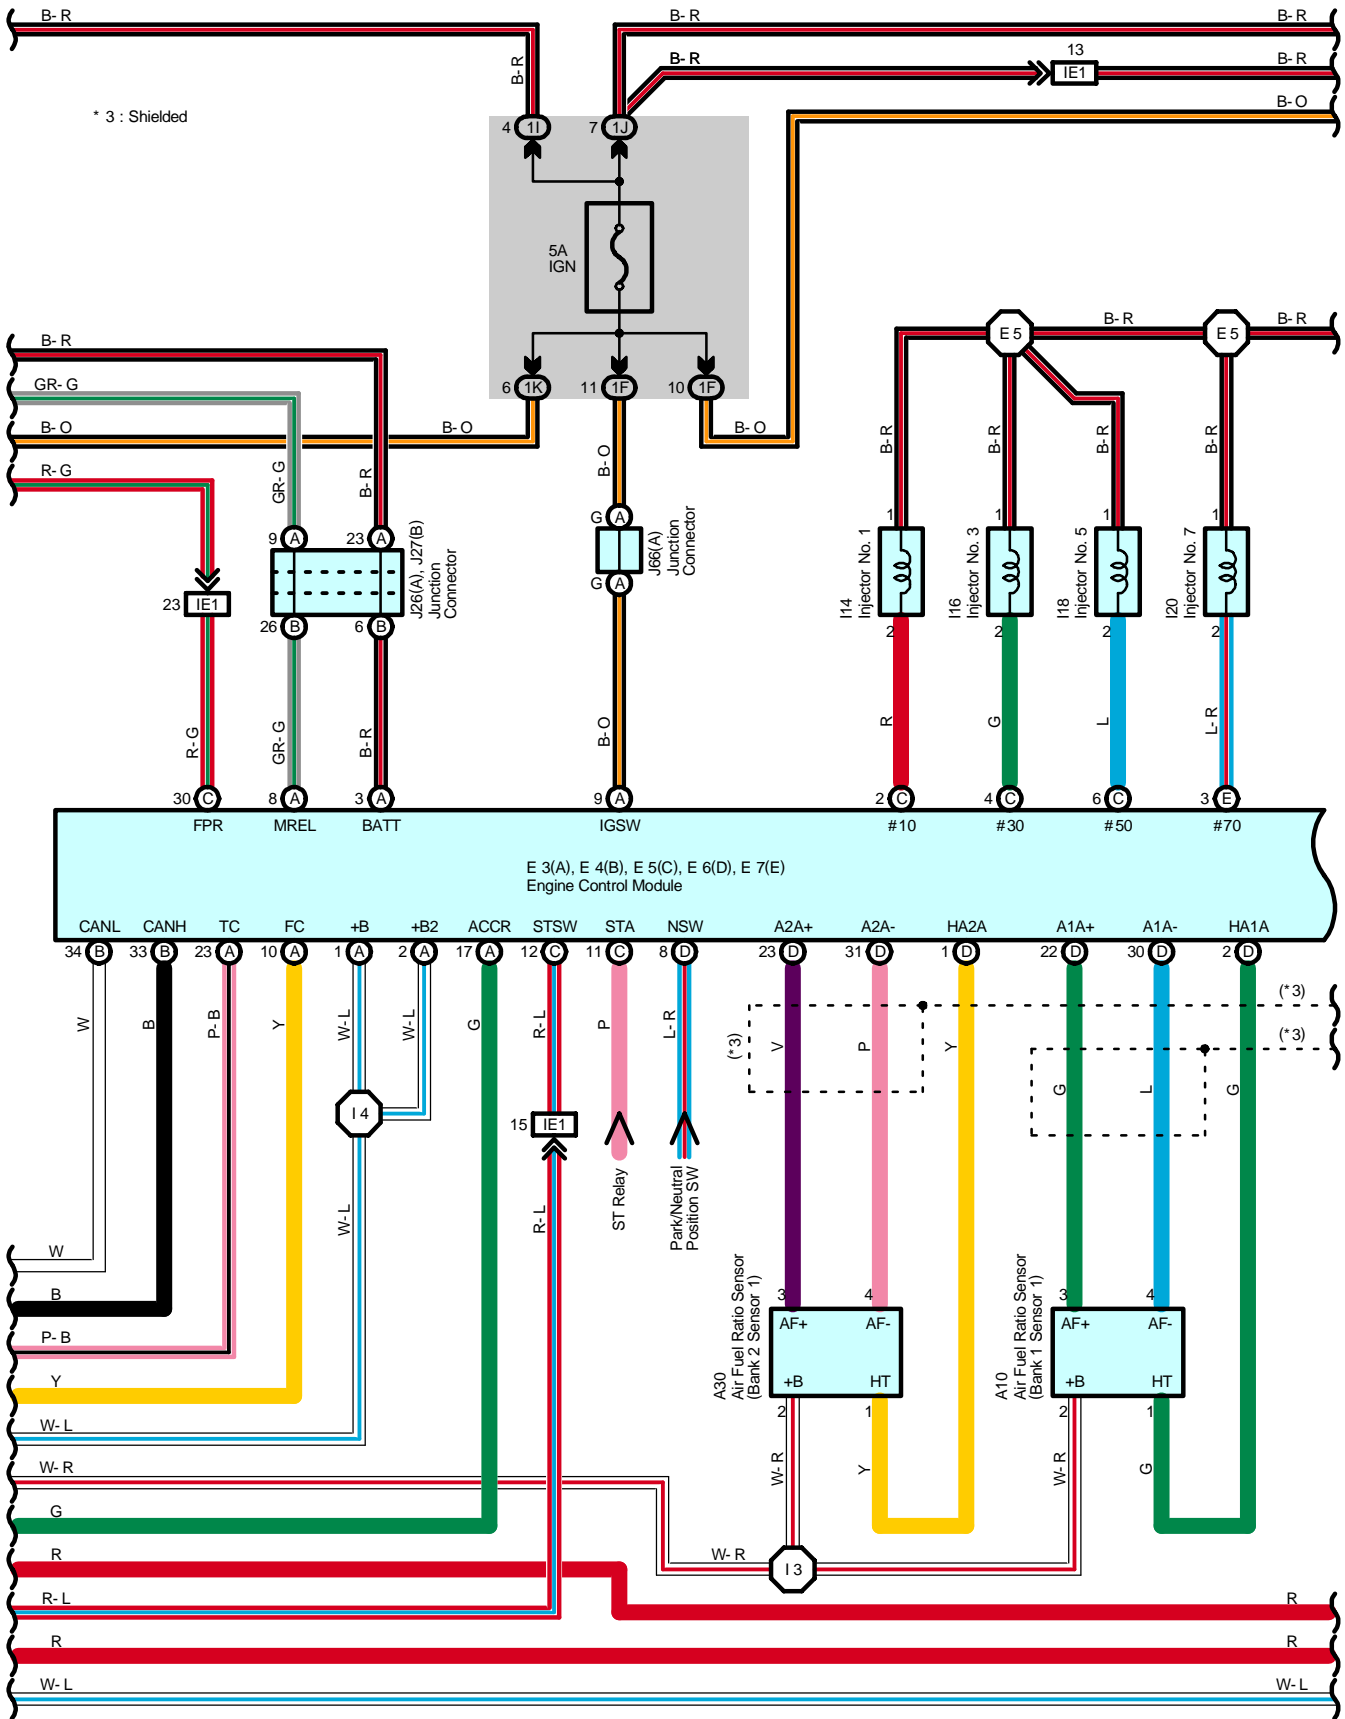 B-R
B-R
B-R
B-R
B-R
13
IE1
B-R
B-O
* 3 : Shielded
4 1I
7 1J
5A
IGN
6 1K
11 1F
10 1F
B-R
GR-G
B-O
B-O
R-G
B-O
B-R
B-R
E 5
E 5
GR-G
B-R
B-O
B-R
B-R
B-R
B-R
9 A
23 A
J26(A), J27(B)
Junction
Connector
26 B
6 B
23 IE1
G A
J66(A)
Junction
Connector
G A
1
I14
Injector No. 1
2
1
I16
Injector No. 3
2
1
I18
Injector No. 5
2
1
I20
Injector No. 7
2
R-G
GR-G
B-R
B-O
R
G
L
L-R
30 C
8 A
3 A
9 A
2 C
4 C
6 C
3 E
FPR
MREL
BATT
IGSW
#10
#30
#50
#70
E 3(A), E 4(B), E 5(C), E 6(D), E 7(E)
Engine Control Module
CANL
CANH
TC
FC
+B
+B2
ACCR
STSW
STA
NSW
A2A+
A2A-
HA2A
A1A+
A1A-
HA1A
34 B
33 B
23 A
10 A
1 A
2 A
17 A
12 C
11 C
8 D
23 D
31 D
1 D
22 D
30 D
2 D
W
B
P-B
Y
W-L
W-L
G
R-L
P
L-R
(*3)
V
P
Y
G
L
G
(*3)
(*3)
I 4
15 IE1
W-L
R-L
ST Relay
Park/Neutral
Position SW
W
B
P-B
Y
W-L
W-R
G
R
R-L
R
W-L
A30
Air Fuel Ratio Sensor
(Bank 2 Sensor 1)
3
4
AF+
AF-
+B
HT
2
1
W-R
Y
A10
Air Fuel Ratio Sensor
(Bank 1 Sensor 1)
3
4
AF+
AF-
+B
HT
2
1
W-R
G
W-R
I 3
R
R
W-L